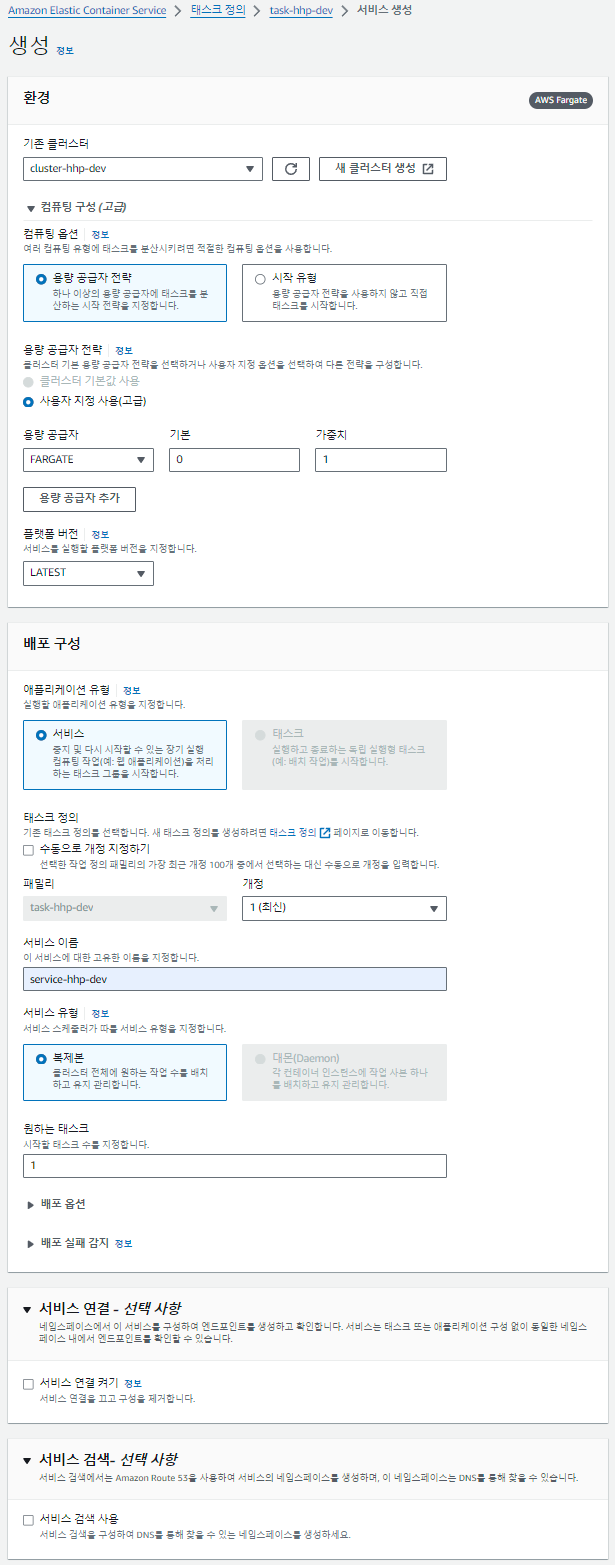 Amazon Elastic Container Service > 태스크 정의 > task-hhp-dev > 서비스 생성
생성 정보
환경 AWS Fargate
기존 클러스터
cluster-hhp-dev 새 클러스터 생성
컴퓨팅 구성 (고급)
컴퓨팅 옵션 정보
여러 컴퓨팅 유형에 태스크를 분산시키려면 적절한 컴퓨팅 옵션을 사용합니다.
용량 공급자 전략
하나 이상의 용량 공급자에 태스크를 분
산하는 시작 전략을 지정합니다.
시작 유형
용량 공급자 전략을 사용하지 않고 직접
태스크를 시작합니다.
용량 공급자 전략 정보
클러스터 기본 용량 공급자 전략을 선택하거나 사용자 지정 옵션을 선택하여 다른 전략을 구성합니다.
클러스터 기본값 사용
사용자 지정 사용(고급)
용량 공급자 기본 가중치
FARGATE 0 1
용량 공급자 추가
플랫폼 버전 정보
서비스를 실행할 플랫폼 버전을 지정합니다.
LATEST
배포 구성
애플리케이션 유형 정보
실행할 애플리케이션 유형을 지정합니다.
서비스
중지 및 다시 시작할 수 있는 장기 실행
컴퓨팅 작업(예: 웹 애플리케이션)을 처리
하는 태스크 그룹을 시작합니다.
태스크
실행하고 종료하는 독립 실행형 태스크
(예: 배치 작업)를 시작합니다.
태스크 정의
기존 태스크 정의를 선택합니다. 새 태스크 정의를 생성하려면 태스크 정의 페이지로 이동합니다.
수동으로 개정 지정하기
선택한 작업 정의 패밀리의 가장 최근 개정 100개 중에서 선택하는 대신 수동으로 개정을 입력합니다.
패밀리 개정
task-hhp-dev 1 (최신)
서비스 이름
이 서비스에 대한 고유한 이름을 지정합니다.
service-hhp-dev
서비스 유형 정보
서비스 스케줄러가 따를 서비스 유형을 지정합니다.
복제본
클러스터 전체에 원하는 작업 수를 배치
하고 유지 관리합니다.
대몬(Daemon)
각 컨테이너 인스턴스에 작업 사본 하나
를 배치하고 유지 관리합니다.
원하는 태스크
시작할 태스크 수를 지정합니다.
1
배포 옵션
배포 실패 감지 정보
서비스 연결 - 선택 사항
네임스페이스에서 이 서비스를 구성하여 엔드포인트를 생성하고 확인합니다. 서비스는 태스크 또는 애플리케이션 구성 없이 동일한 네임스
페이스 내에서 엔드포인트를 확인할 수 있습니다.
서비스 연결 켜기 정보
서비스 연결을 끄고 구성을 제거합니다.
서비스 검색- 선택 사항
서비스 검색에서는 Amazon Route 53을 사용하여 서비스의 네임스페이스를 생성하며, 이 네임스페이스는 DNS를 통해 찾을 수 있습니다.
서비스 검색 사용
서비스 검색을 구성하여 DNS를 통해 찾을 수 있는 네임스페이스를 생성하세요.